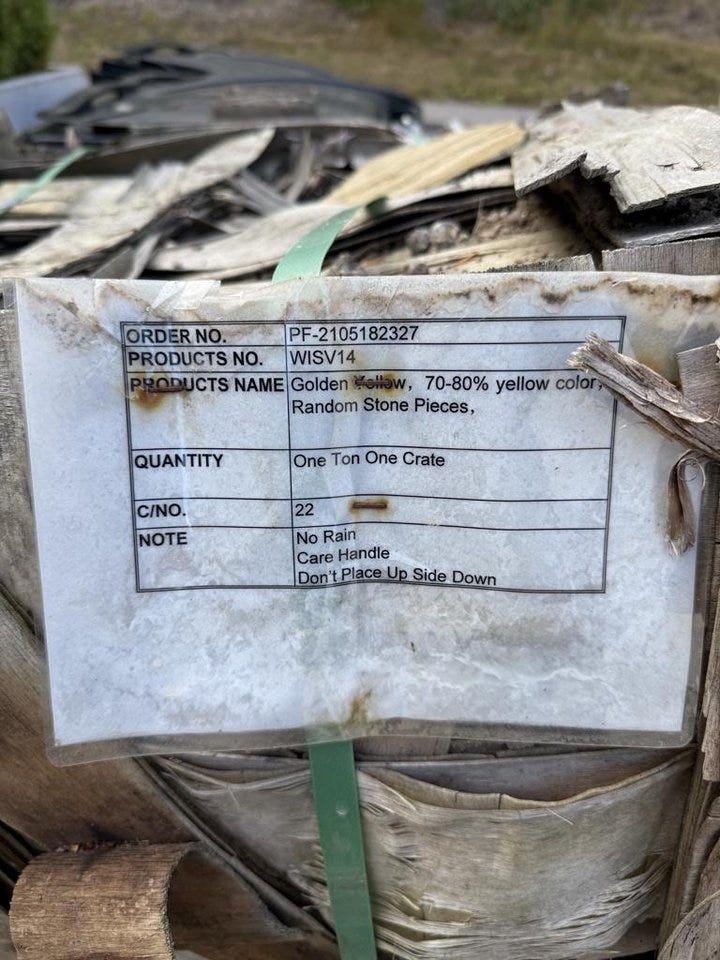 ORDER NO. PF-2105182327
PRODUCTS NO. WISV14
PRODUCTS NAME Golden Yellow, 70-80% yellow color,
Random Stone Pieces,
QUANTITY One Ton One Crate
C/NO. 22
NOTE No Rain
Care Handle
Don't Place Up Side Down